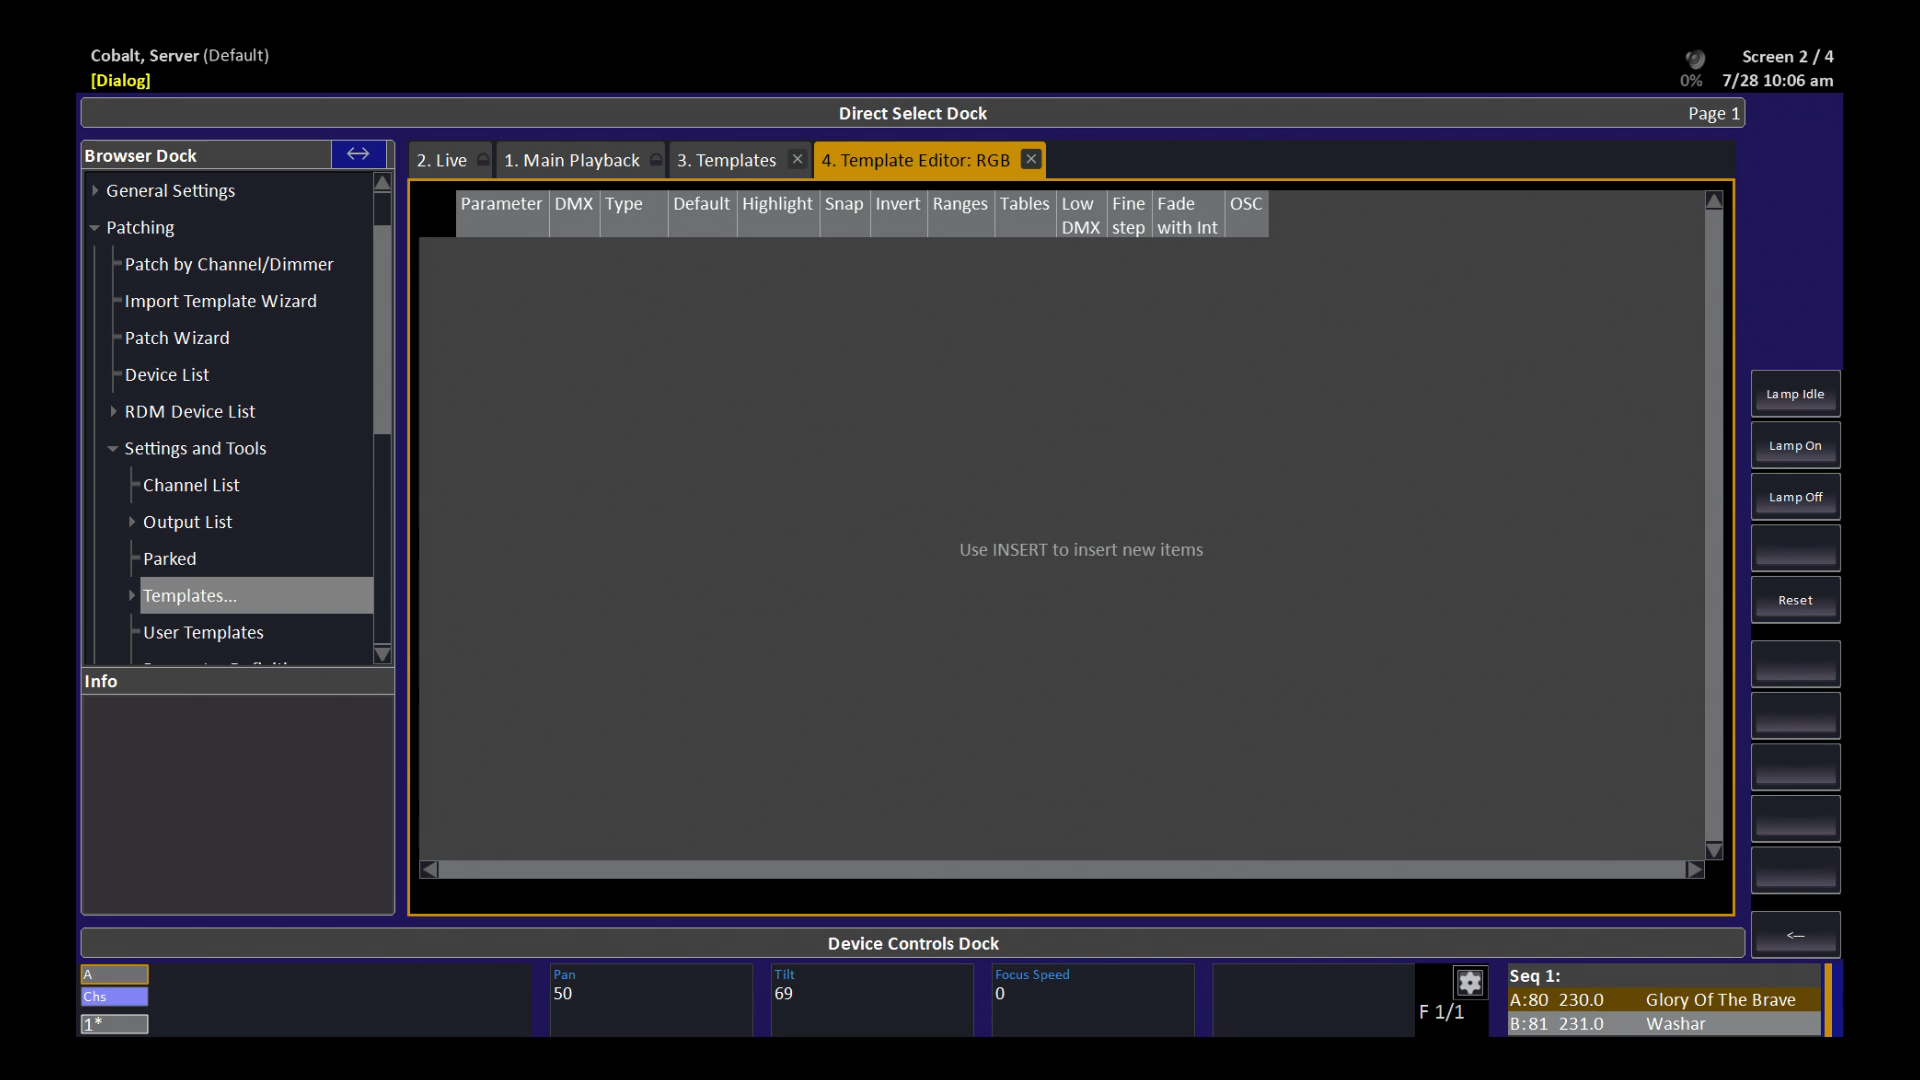 Cobalt, Server (Default)
[Dialog]
Screen 2 / 4
0% 7/28 10:06 am
Direct Select Dock
Page 1
Browser Dock
General Settings
Patching
Patch by Channel/Dimmer
Import Template Wizard
Patch Wizard
Device List
RDM Device List
Settings and Tools
Channel List
Output List
Parked
Templates...
User Templates
Info
2. Live
1. Main Playback
3. Templates
4. Template Editor: RGB
Parameter
DMX
Type
Default
Highlight
Snap
Invert
Ranges
Tables
Low
DMX
Fine
step
Fade
with Int
OSC
Use INSERT to insert new items
Lamp Idle
Lamp On
Lamp Off
Reset
<---
Device Controls Dock
A
Chs
1*
Pan
50
Tilt
69
Focus Speed
0
F 1/1
Seq 1:
A:80 230.0 Glory Of The Brave
B:81 231.0 Washar